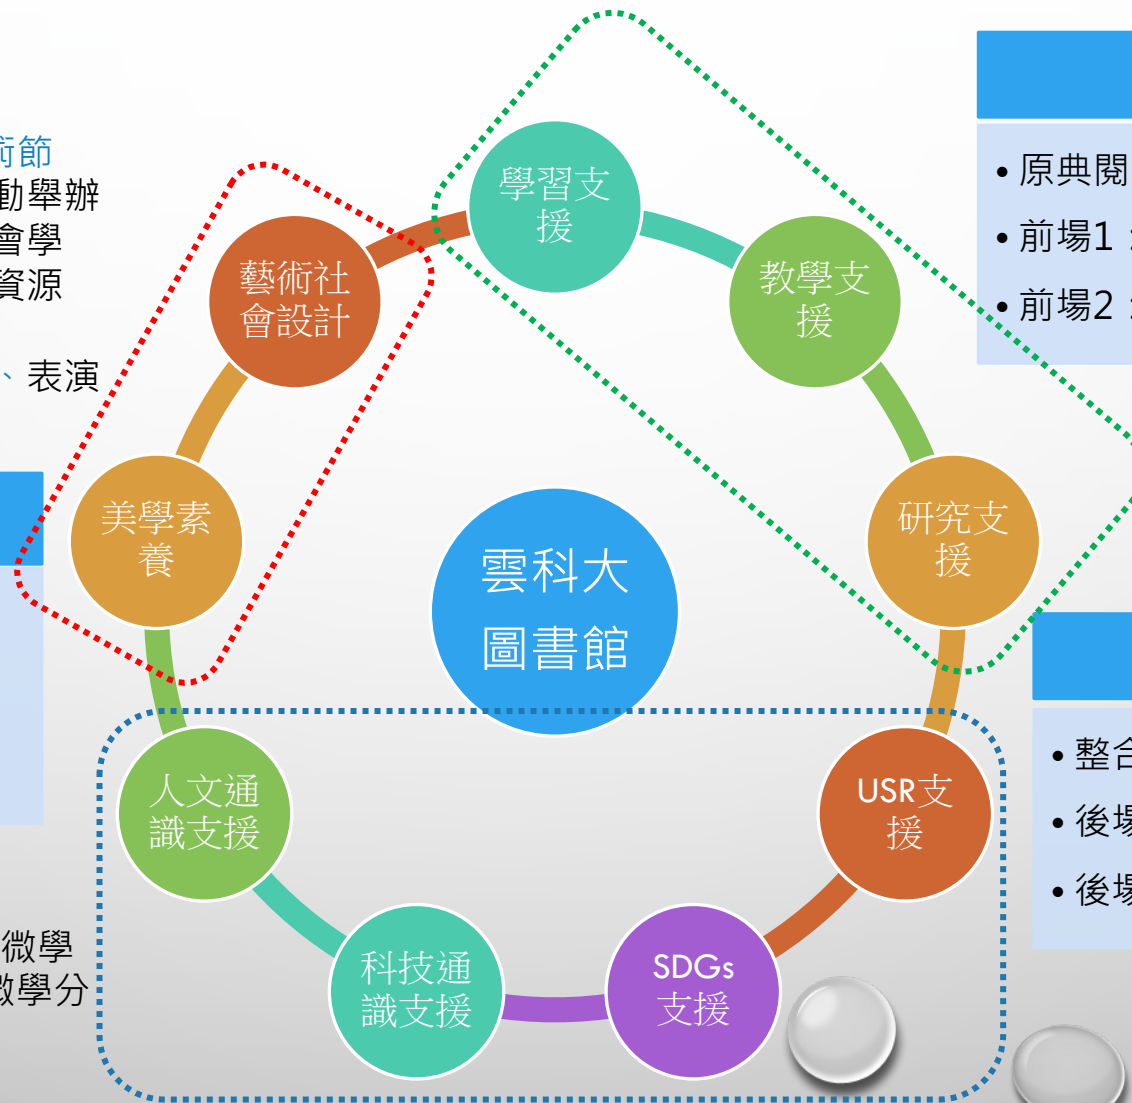 術節
動舉辦
會學
資源
、表演
微學
微學分
學習支
援
教學支
援
研究支
援
USR支
援
SDGs
支援
科技通
識支援
人文通
識支援
美學素
養
藝術社
會設計
雲科大
圖書館
• 原典閱
• 前場1：
• 前場2：
• 整合
• 後場
• 後場